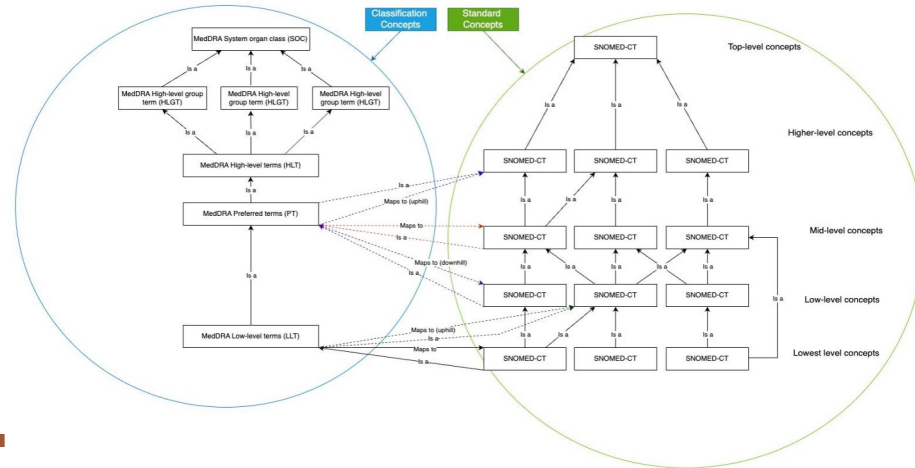 Classification
Concepts
Standard
Concepts
MedDRA System organ class (SOC)
Is a
Is a
Is a
MedDRA High-level group
term (HLGT)
MedDRA High-level
group term (HLGT)
MedDRA High-level
group term (HLGT)
Is a
Is a
Is a
MedDRA High-level terms (HLT)
Is a
MedDRA Preferred terms (PT)
Is a
MedDRA Low-level terms (LLT)
Is a
Maps to (uphill)
Maps to
Is a
Maps to (downhill)
Is a
Maps to (uphill)
Is a
Maps to
Is a
SNOMED-CT
Top-level concepts
Is a
Is a
Is a
Higher-level concepts
SNOMED-CT
SNOMED-CT
SNOMED-CT
Is a
Is a
Is a
Is a
SNOMED-CT
SNOMED-CT
SNOMED-CT
Mid-level concepts
Is a
Is a
Is a
Is a
Is a
SNOMED-CT
SNOMED-CT
SNOMED-CT
Low-level concepts
Is a
Is a
Is a
Is a
Is a
SNOMED-CT
SNOMED-CT
SNOMED-CT
Lowest level concepts